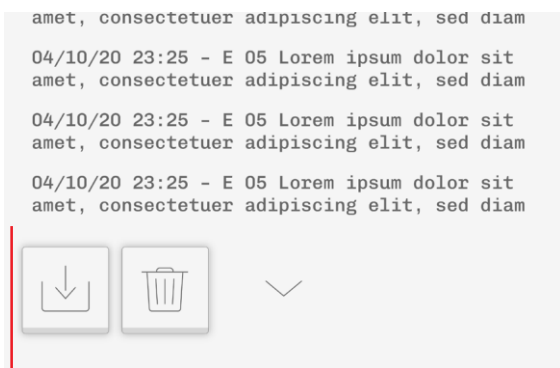 amet, consectetuer adipiscing elit, sed diam
04/10/20 23:25 – E 05 Lorem ipsum dolor sit
amet, consectetuer adipiscing elit, sed diam
04/10/20 23:25 – E 05 Lorem ipsum dolor sit
amet, consectetuer adipiscing elit, sed diam
04/10/20 23:25 – E 05 Lorem ipsum dolor sit
amet, consectetuer adipiscing elit, sed diam